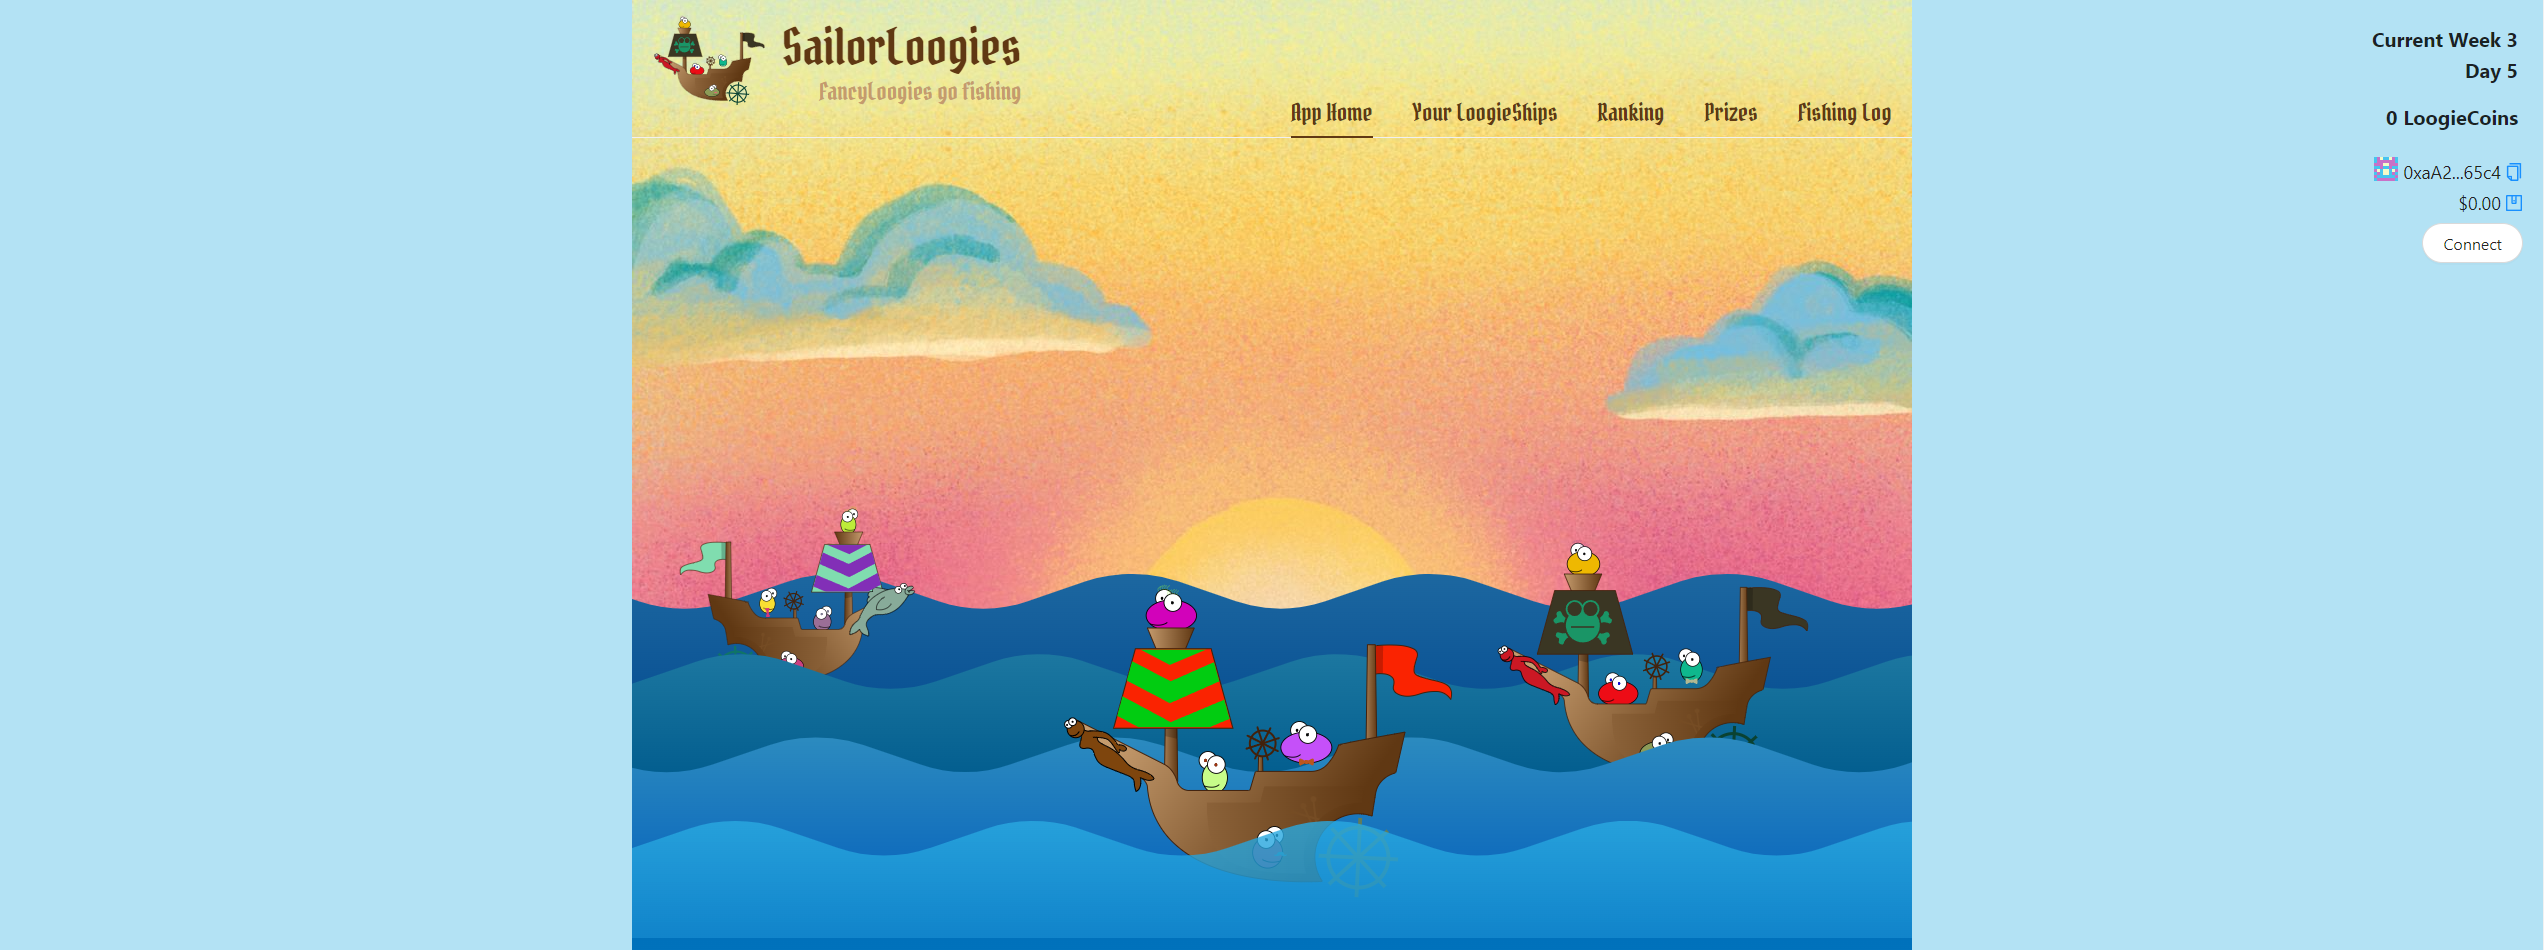 SailorLoogies
FancyLoogies go fishing
App Home
Your LoogieShips
Ranking
Prizes
Fishing Log
Current Week 3
Day 5
0 LoogieCoins
0xaA2...65c4
$0.00
Connect